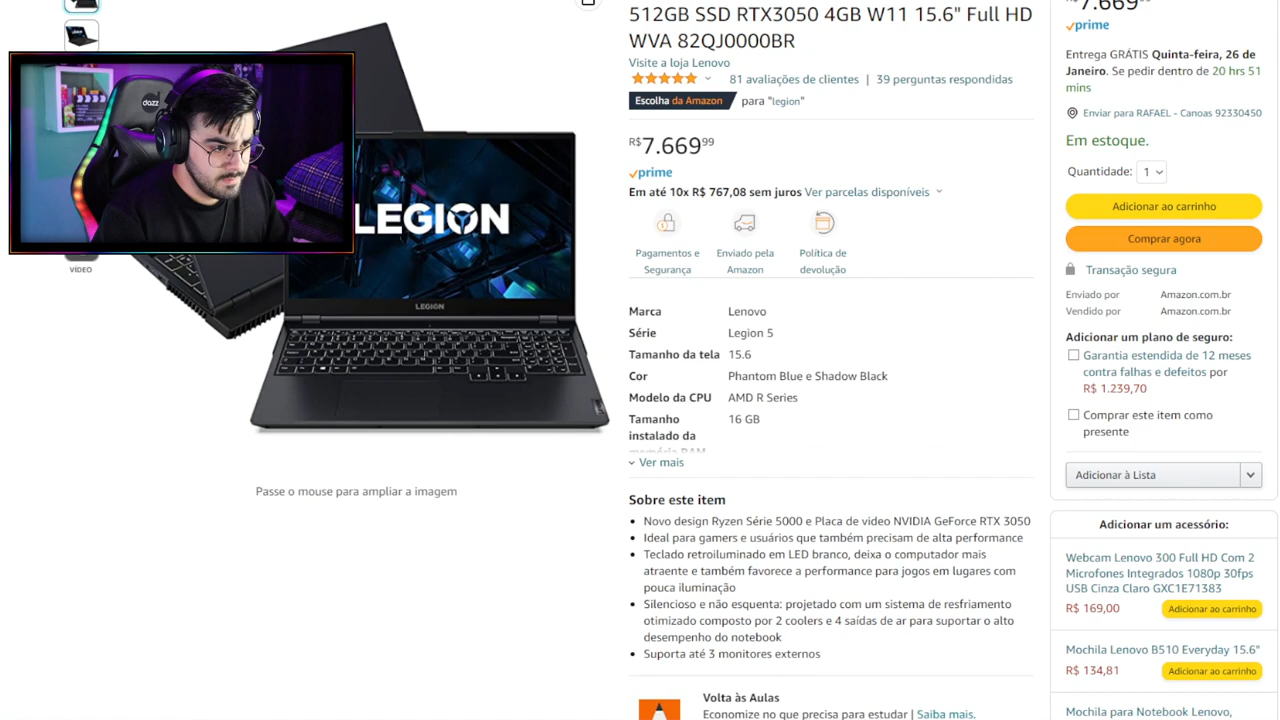 512GB SSD RTX3050 4GB W11 15.6" Full HD
WVA 82QJ0000BR
Visite a loja Lenovo
81 avaliações de clientes | 39 perguntas respondidas
Escolha da Amazon para "legion"
R$7.669⁹⁹
prime
Em até 10x R$ 767,08 sem juros Ver parcelas disponíveis
Pagamentos e
Segurança
Enviado pela
Amazon
Política de
devolução
Marca Lenovo
Série Legion 5
Tamanho da tela 15.6
Cor Phantom Blue e Shadow Black
Modelo da CPU AMD R Series
Tamanho 16 GB
instalado da
memória RAM
Ver mais
Sobre este item
Novo design Ryzen Série 5000 e Placa de video NVIDIA GeForce RTX 3050
Ideal para gamers e usuários que também precisam de alta performance
Teclado retroiluminado em LED branco, deixa o computador mais
atraente e também favorece a performance para jogos em lugares com
pouca iluminação
Silencioso e não esquenta: projetado com um sistema de resfriamento
otimizado composto por 2 coolers e 4 saídas de ar para suportar o alto
desempenho do notebook
Suporta até 3 monitores externos
Volta às Aulas
Economize no que precisa para estudar | Saiba mais.
dazz
LEGION
LEGION
VÍDEO
Passe o mouse para ampliar a imagem
7.669
prime
Entrega GRÁTIS Quinta-feira, 26 de
Janeiro. Se pedir dentro de 20 hrs 51
mins
Enviar para RAFAEL - Canoas 92330450
Em estoque.
Quantidade: 1
Adicionar ao carrinho
Comprar agora
Transação segura
Enviado por Amazon.com.br
Vendido por Amazon.com.br
Adicionar um plano de seguro:
Garantia estendida de 12 meses
contra falhas e defeitos por
R$ 1.239,70
Comprar este item como
presente
Adicionar à Lista
Adicionar um acessório:
Webcam Lenovo 300 Full HD Com 2
Microfones Integrados 1080p 30fps
USB Cinza Claro GXC1E71383
R$ 169,00 Adicionar ao carrinho
Mochila Lenovo B510 Everyday 15.6"
R$ 134,81 Adicionar ao carrinho
Mochila para Notebook Lenovo,